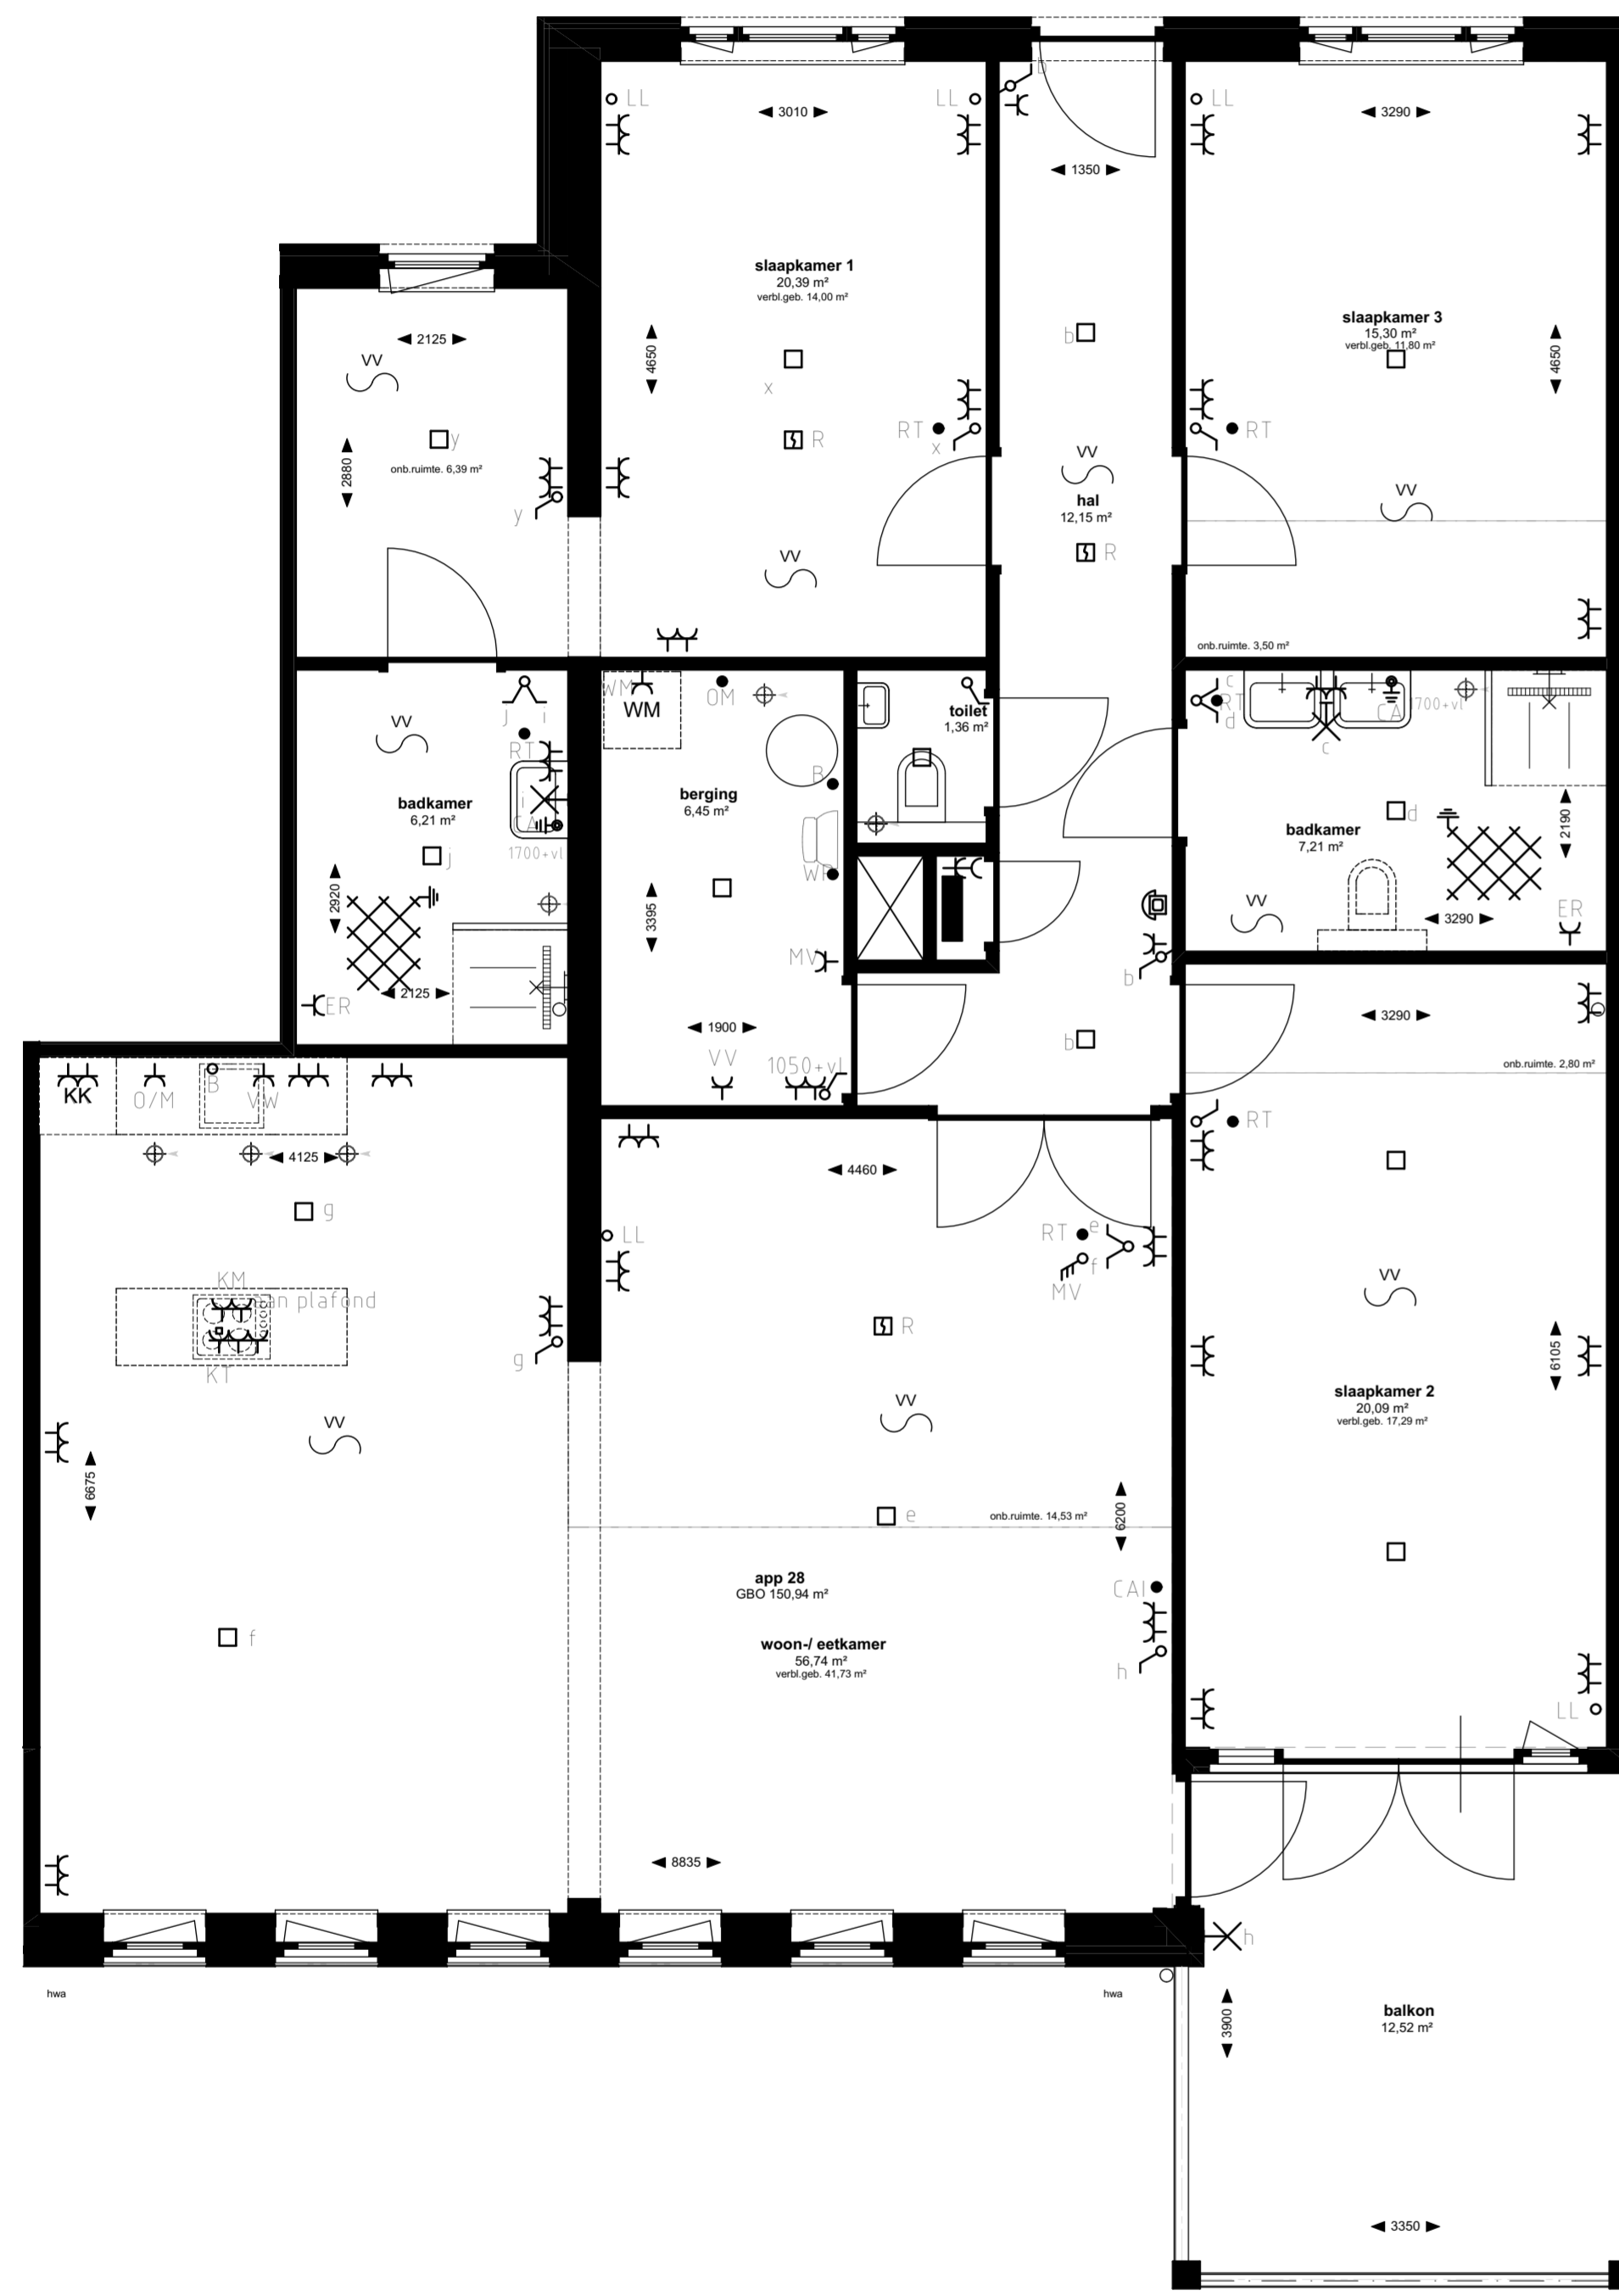 b
LL
LL
3010
LL
3290
1350
slaapkamer 1
20,39 m²
verbl.geb. 14,00 m²
slaapkamer 3
15,30 m²
verbl.geb. 11,80 m²
4650
4650
b
2125
VV
x
y
RT
x
R
RT
2880
onb.ruimte. 6,39 m²
VV
hal
12,15 m²
VV
y
VV
R
onb.ruimte. 3,50 m²
WM
WM
OM
toilet
1,36 m²
c
RT
d
CA
1700+vl
c
VV
j
i
RT
badkamer
6,21 m²
i
CA
1700+vl
j
berging
6,45 m²
B
badkamer
7,21 m²
d
2190
2920
3395
WP
VV
3290
ER
2125
ER
MV
b
1900
VV
1050+vl
b
3290
onb.ruimte. 2,80 m²
KK
O/M
B
VW
4125
4460
RT
g
LL
RT
e
f
MV
KM
aan plafond
KT
g
R
VV
6105
VV
VV
slaapkamer 2
20,09 m²
verbl.geb. 17,29 m²
6675
e
onb.ruimte. 14,53 m²
6200
app 28
GBO 150,94 m²
CAI
f
woon-/ eetkamer
56,74 m²
verbl.geb. 41,73 m²
h
LL
8835
h
hwa
hwa
balkon
12,52 m²
3900
3350